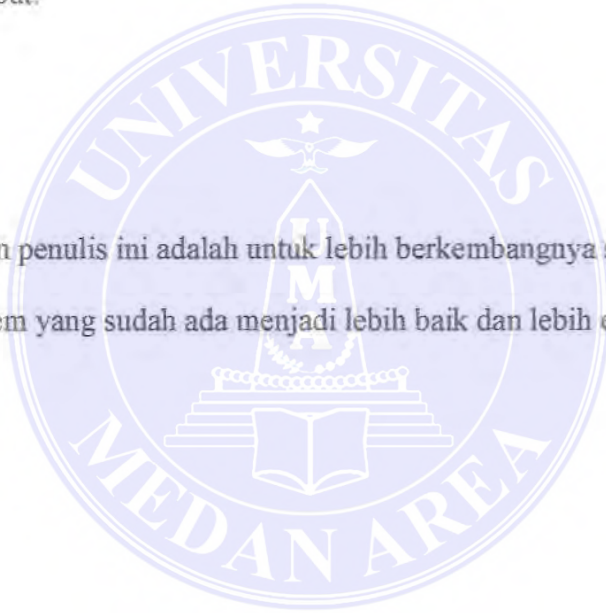 UNIVERSITAS
n penulis ini adalah untuk lebih berkembangnya s
U
em yang sudah ada menjadi lebih baik dan lebih e
M
A
MEDAN AREA